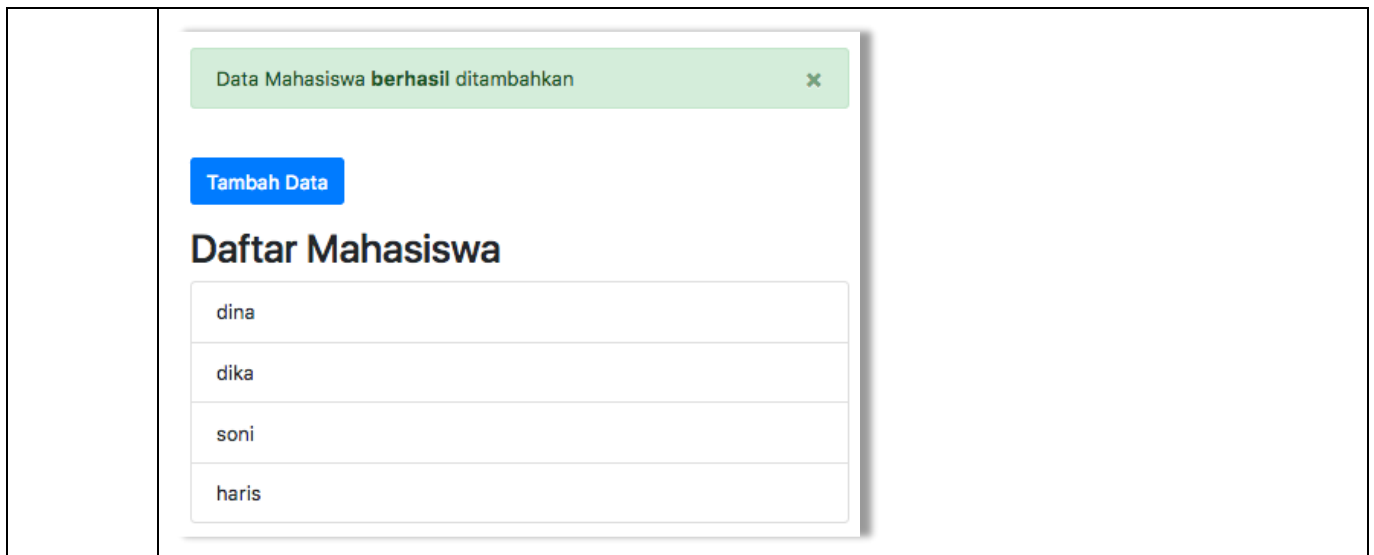 Data Mahasiswa berhasil ditambahkan ×
Tambah Data
Daftar Mahasiswa
dina
dika
soni
haris